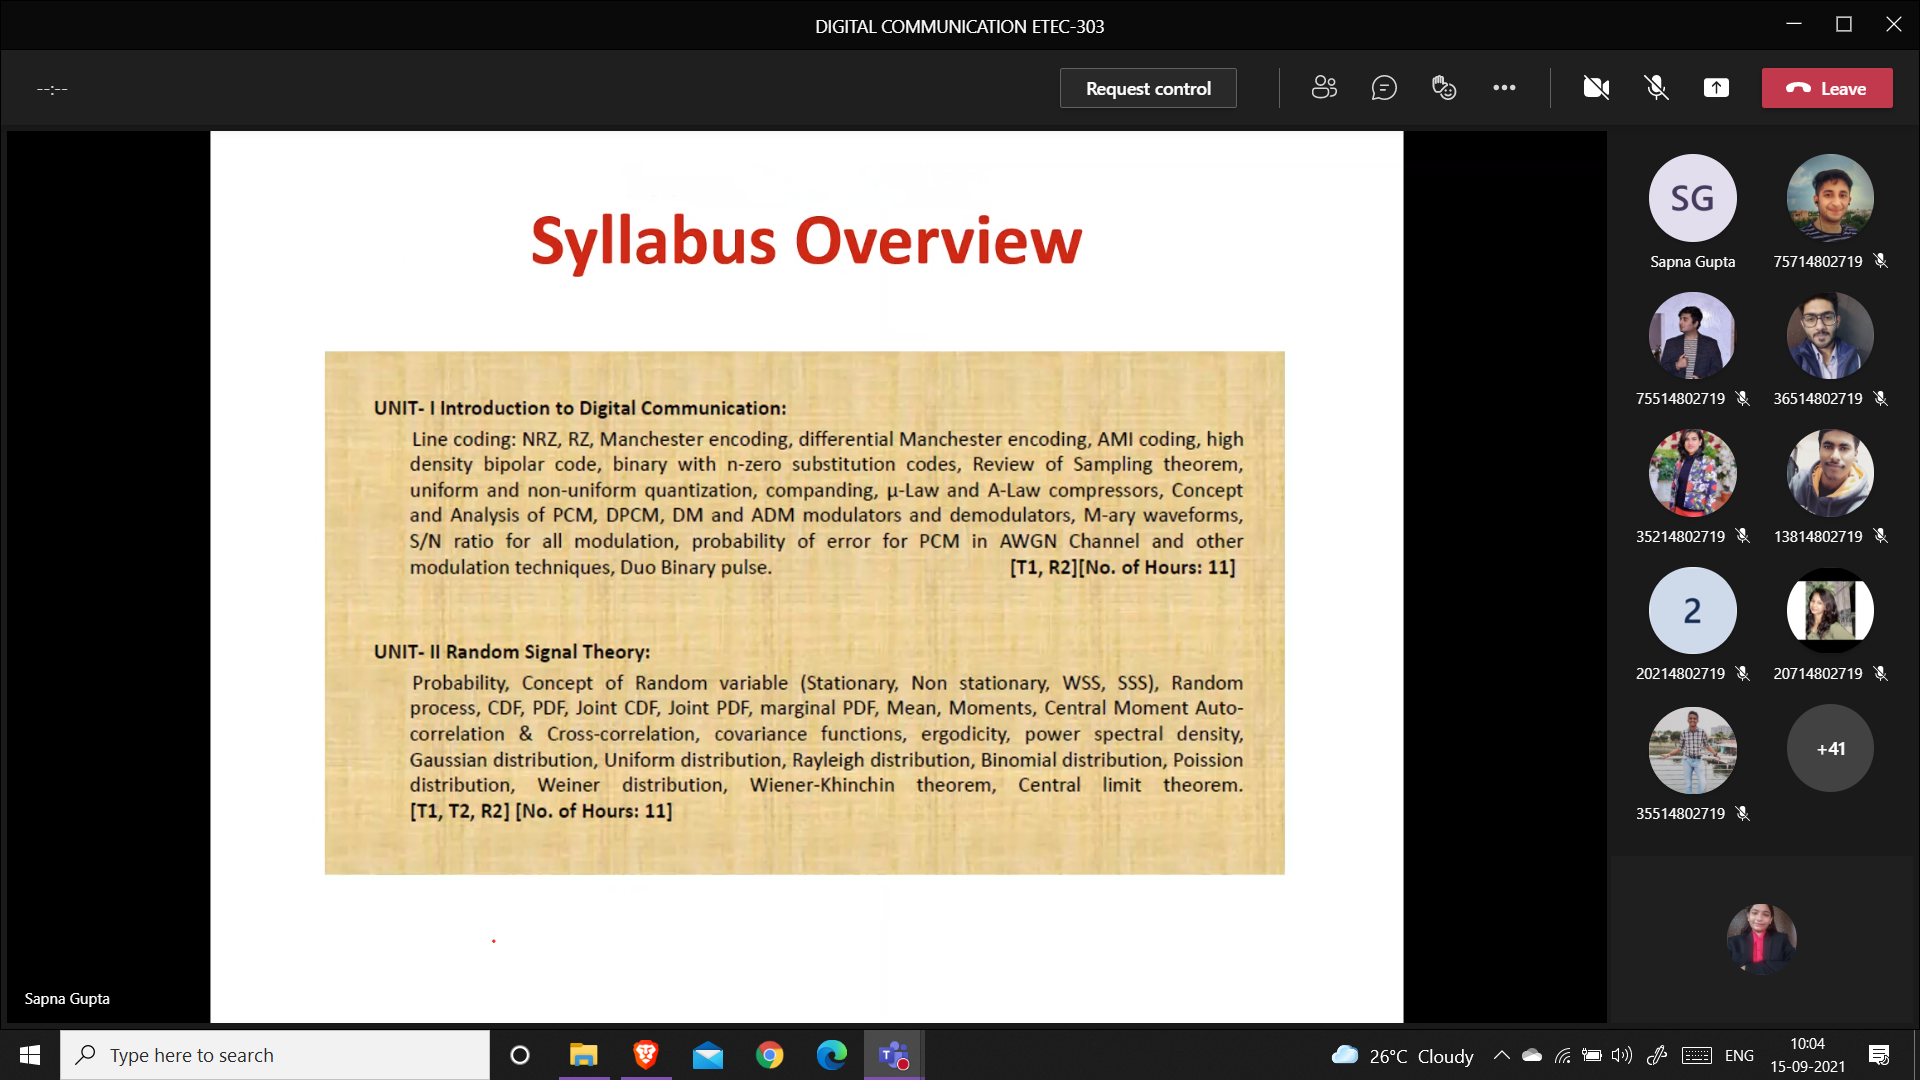 DIGITAL COMMUNICATION ETEC-303
--:--
Request control
Leave
Syllabus Overview
UNIT- I Introduction to Digital Communication:
Line coding: NRZ, RZ, Manchester encoding, differential Manchester encoding, AMI coding, high
density bipolar code, binary with n-zero substitution codes, Review of Sampling theorem,
uniform and non-uniform quantization, companding, µ-Law and A-Law compressors, Concept
and Analysis of PCM, DPCM, DM and ADM modulators and demodulators, M-ary waveforms,
S/N ratio for all modulation, probability of error for PCM in AWGN Channel and other
modulation techniques, Duo Binary pulse. [T1, R2][No. of Hours: 11]
UNIT- II Random Signal Theory:
Probability, Concept of Random variable (Stationary, Non stationary, WSS, SSS), Random
process, CDF, PDF, Joint CDF, Joint PDF, marginal PDF, Mean, Moments, Central Moment Auto-
correlation & Cross-correlation, covariance functions, ergodicity, power spectral density,
Gaussian distribution, Uniform distribution, Rayleigh distribution, Binomial distribution, Poission
distribution, Weiner distribution, Wiener-Khinchin theorem, Central limit theorem.
[T1, T2, R2] [No. of Hours: 11]
Sapna Gupta
SG
Sapna Gupta
75714802719
75514802719
36514802719
35214802719
13814802719
2
20214802719
20714802719
35514802719
+41
Type here to search
26°C Cloudy
ENG
10:04
15-09-2021